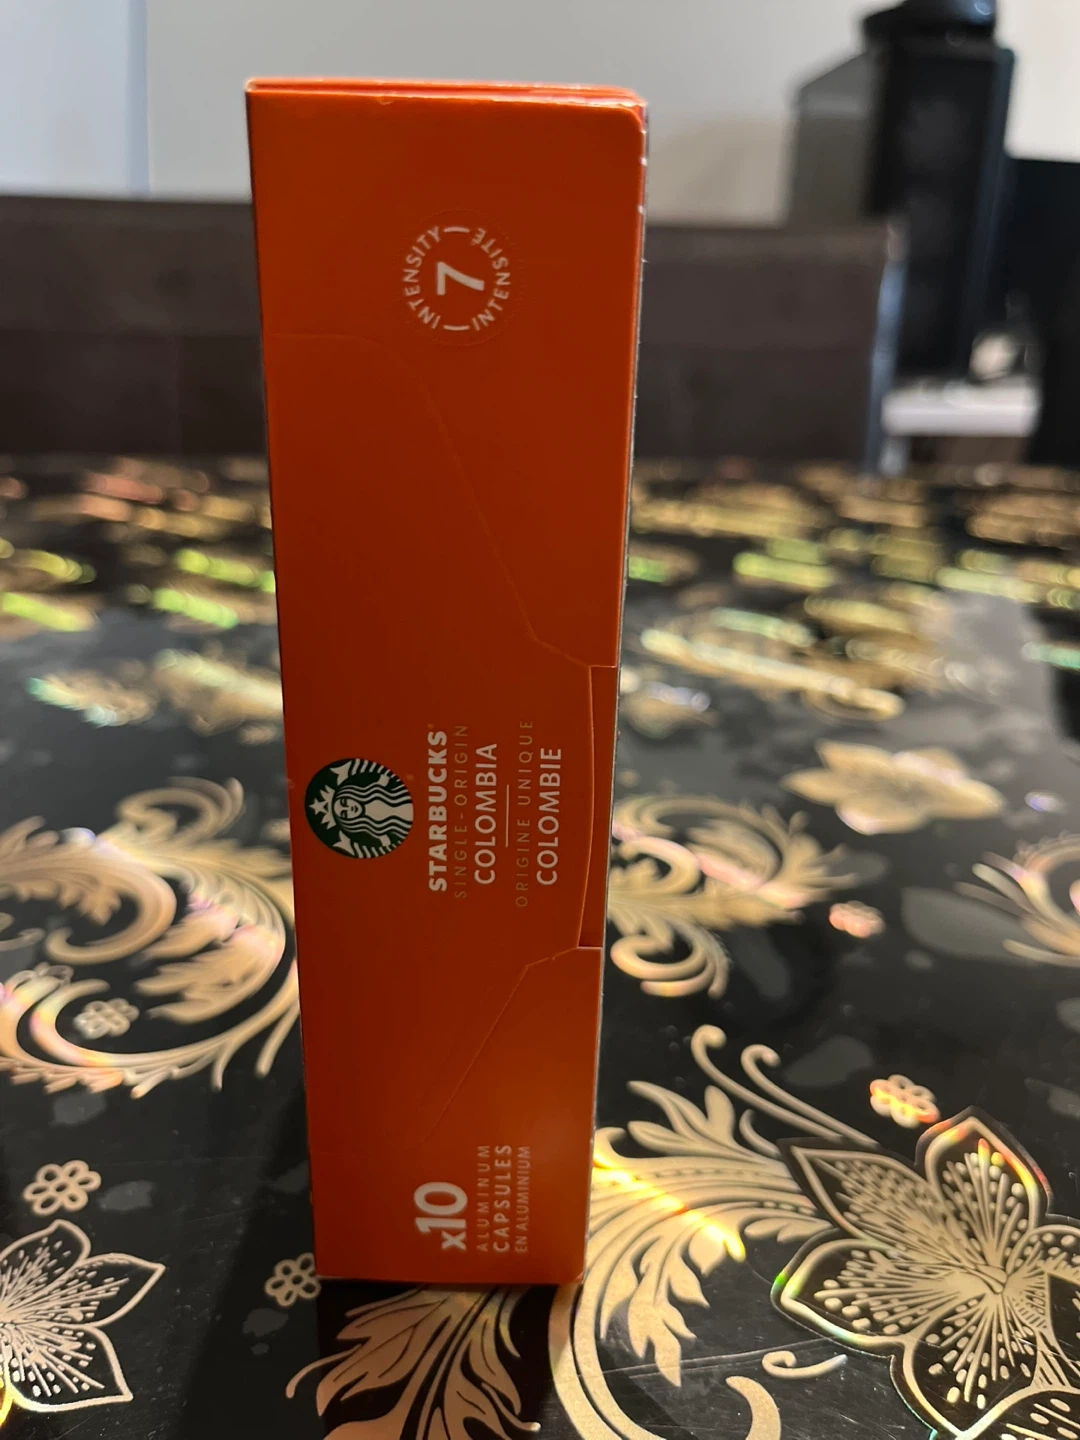 x10
ALUMINUM
CAPSULES
EN ALUMINIUM
STARBUCKS®
SINGLE-ORIGIN
COLOMBIA
ORIGINE UNIQUE
COLOMBIE
INTENSITY
7
INTENSITÉ